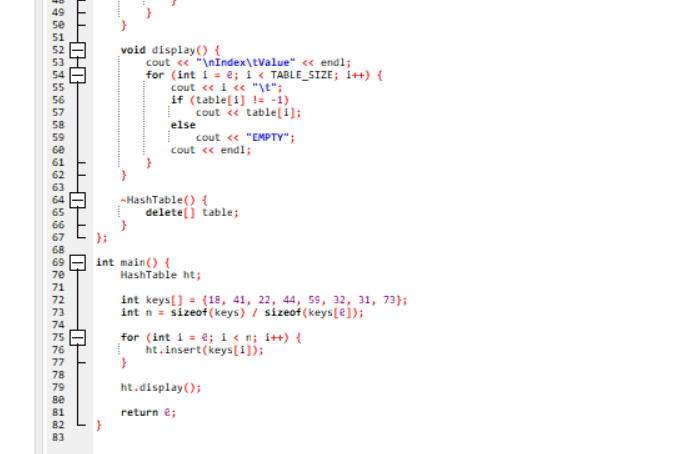 49 }
50 }
51
52 void display() {
53 cout << "\nIndex\tValue" << endl;
54 for (int i = 0; i < TABLE_SIZE; i++) {
55 cout << i << "\t";
56 if (table[i] != -1)
57 cout << table[i];
58 else
59 cout << "EMPTY";
60 cout << endl;
61 }
62 }
63
64 ~HashTable() {
65 delete[] table;
66 }
67 };
68
69 int main() {
70 HashTable ht;
71
72 int keys[] = {18, 41, 22, 44, 59, 32, 31, 73};
73 int n = sizeof(keys) / sizeof(keys[0]);
74
75 for (int i = 0; i < n; i++) {
76 ht.insert(keys[i]);
77 }
78
79 ht.display();
80
81 return 0;
82 }
83